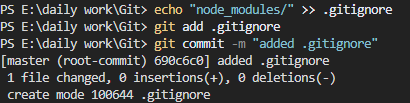 PS E:\daily work\Git> echo "node_modules/" >> .gitignore
PS E:\daily work\Git> git add .gitignore
PS E:\daily work\Git> git commit -m "added .gitignore"
[master (root-commit) 690c6c0] added .gitignore
 1 file changed, 0 insertions(+), 0 deletions(-)
 create mode 100644 .gitignore